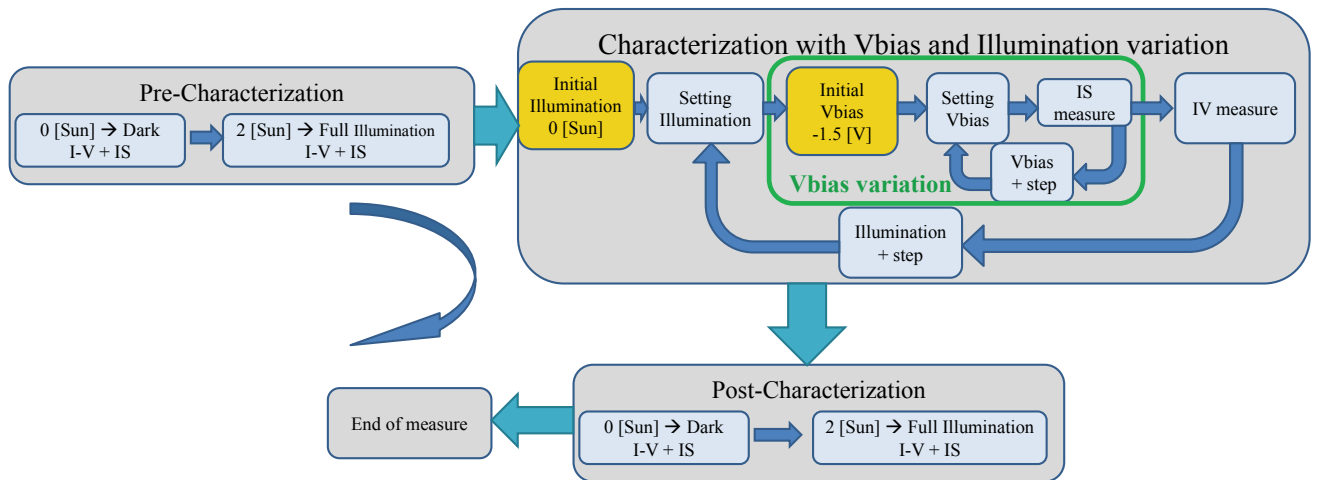 Pre-Characterization
0 [Sun] → Dark
I-V + IS
2 [Sun] → Full Illumination
I-V + IS
Characterization with Vbias and Illumination variation
Initial
Illumination
0 [Sun]
Setting
Illumination
Initial
Vbias
-1.5 [V]
Setting
Vbias
IS
measure
Vbias
+ step
Vbias variation
IV measure
Illumination
+ step
Post-Characterization
0 [Sun] → Dark
I-V + IS
2 [Sun] → Full Illumination
I-V + IS
End of measure